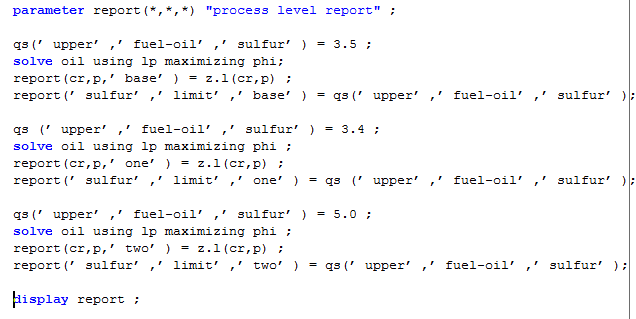 parameter report(*,*,*) "process level report" ;
qs(’ upper’ ,’ fuel-oil’ ,’ sulfur’ ) = 3.5 ;
solve oil using lp maximizing phi;
report(cr,p,’ base’ ) = z.l(cr,p) ;
report(’ sulfur’ ,’ limit’ ,’ base’ ) = qs(’ upper’ ,’ fuel-oil’ ,’ sulfur’ );
qs (’ upper’ ,’ fuel-oil’ ,’ sulfur’ ) = 3.4 ;
solve oil using lp maximizing phi ;
report(cr,p,’ one’ ) = z.l(cr,p) ;
report(’ sulfur’ ,’ limit’ ,’ one’ ) = qs (’ upper’ ,’ fuel-oil’ ,’ sulfur’ );
qs(’ upper’ ,’ fuel-oil’ ,’ sulfur’ ) = 5.0 ;
solve oil using lp maximizing phi ;
report(cr,p,’ two’ ) = z.l(cr,p) ;
report(’ sulfur’ ,’ limit’ ,’ two’ ) = qs(’ upper’ ,’ fuel-oil’ ,’ sulfur’ );
display report ;